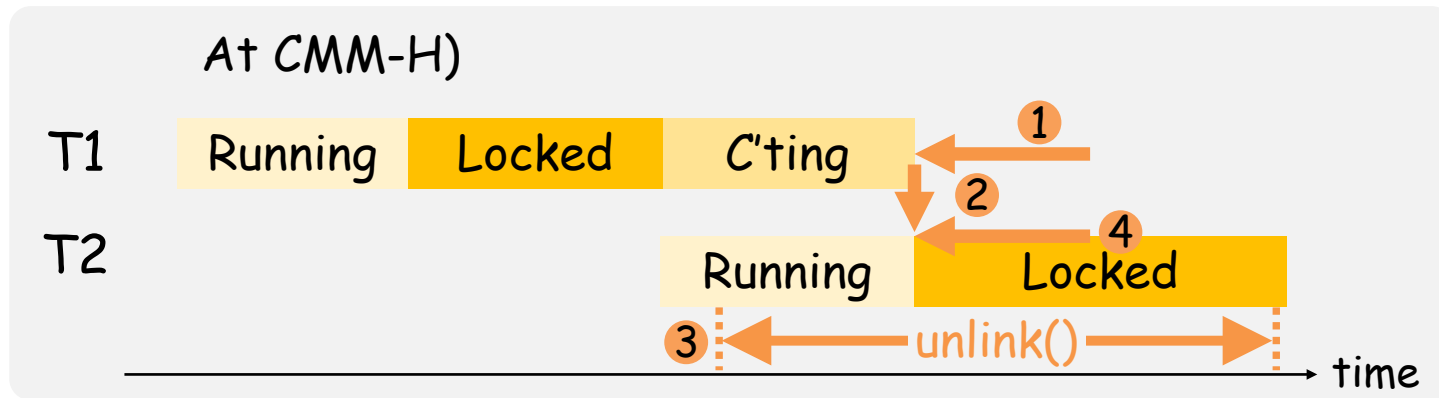 At CMM-H)
T1 Running Locked C'ting 1
2
T2 Running Locked 4
3 unlink()
time